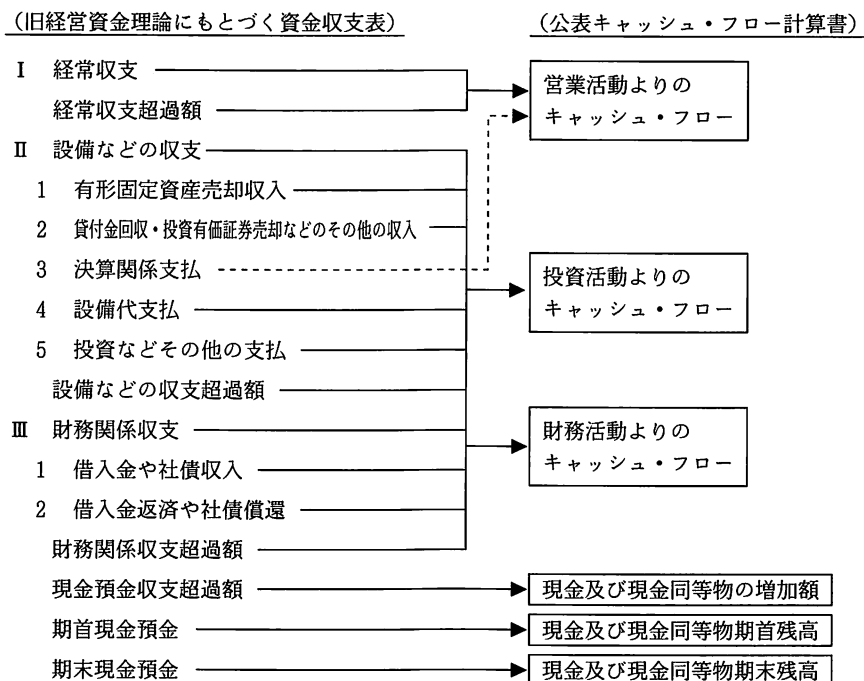 (旧経営資金理論にもとづく資金収支表)
(公表キャッシュ・フロー計算書)
Ⅰ 経常収支
経常収支超過額
営業活動よりの
キャッシュ・フロー
Ⅱ 設備などの収支
1 有形固定資産売却収入
2 貸付金回収・投資有価証券売却などのその他の収入
3 決算関係支払
4 設備代支払
5 投資などその他の支払
設備などの収支超過額
投資活動よりの
キャッシュ・フロー
Ⅲ 財務関係収支
1 借入金や社債収入
2 借入金返済や社債償還
財務関係収支超過額
財務活動よりの
キャッシュ・フロー
現金預金収支超過額
現金及び現金同等物の増加額
期首現金預金
現金及び現金同等物期首残高
期末現金預金
現金及び現金同等物期末残高